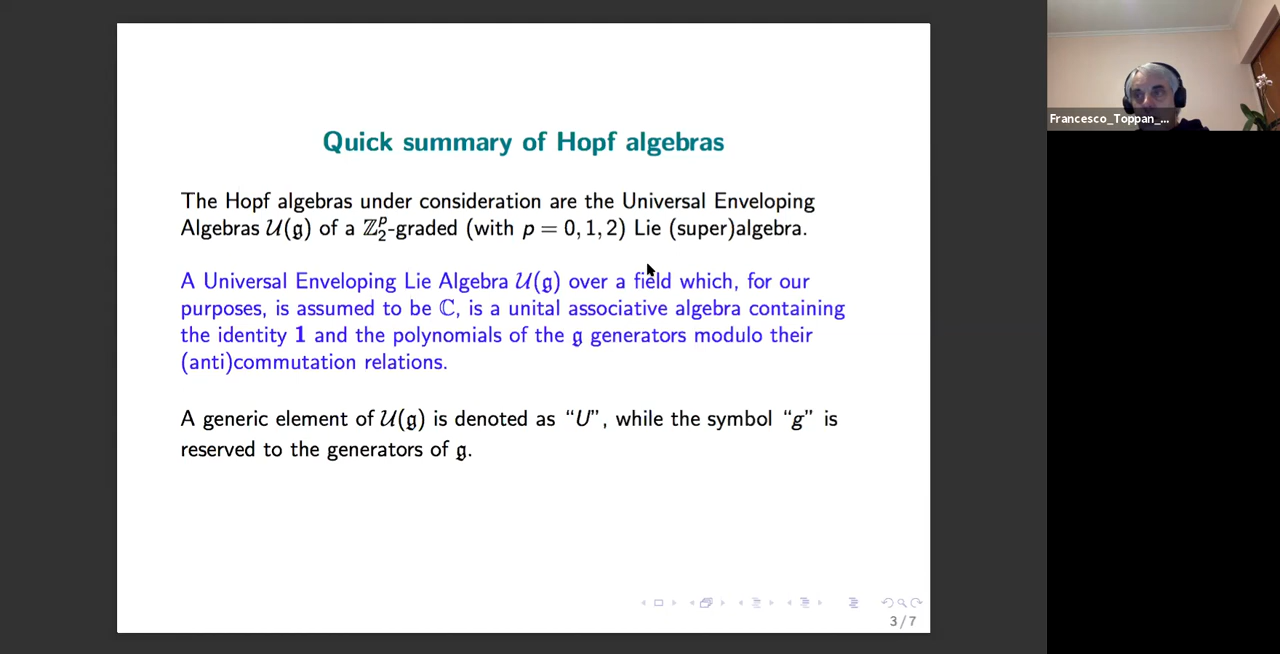 Quick summary of Hopf algebras
The Hopf algebras under consideration are the Universal Enveloping
Algebras 𝒰(𝔤) of a ℤ₂ᵖ-graded (with p = 0, 1, 2) Lie (super)algebra.
A Universal Enveloping Lie Algebra 𝒰(𝔤) over a field which, for our
purposes, is assumed to be ℂ, is a unital associative algebra containing
the identity 1 and the polynomials of the 𝔤 generators modulo their
(anti)commutation relations.
A generic element of 𝒰(𝔤) is denoted as “U”, while the symbol “g” is
reserved to the generators of 𝔤.
3 / 7
Francesco_Toppan_...